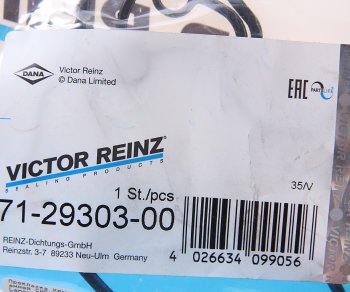 DANA
Victor Reinz
© Dana Limited
EAC
VICTOR REINZ
SEALING PRODUCTS
1 St./pcs
35/V
71-29303-00
REINZ-Dichtungs-GmbH
Reinzstr. 3-7 89233 Neu-Ulm Germany
4 026634 099056